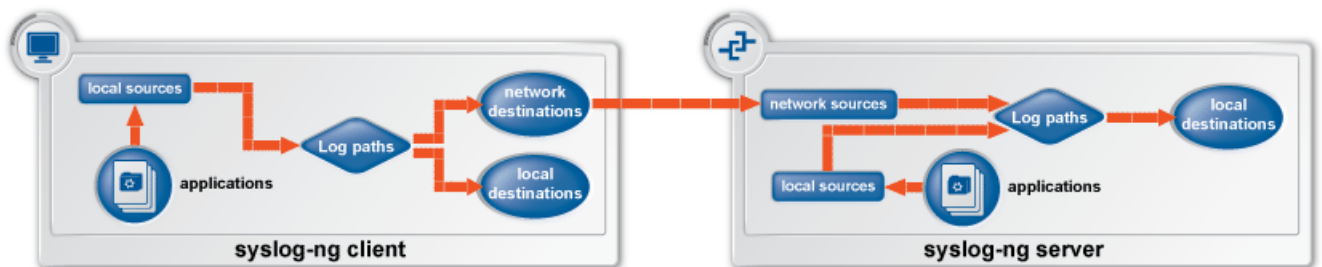 local sources
applications
Log paths
network
destinations
local
destinations
syslog-ng client
network sources
local sources
applications
Log paths
local
destinations
syslog-ng server